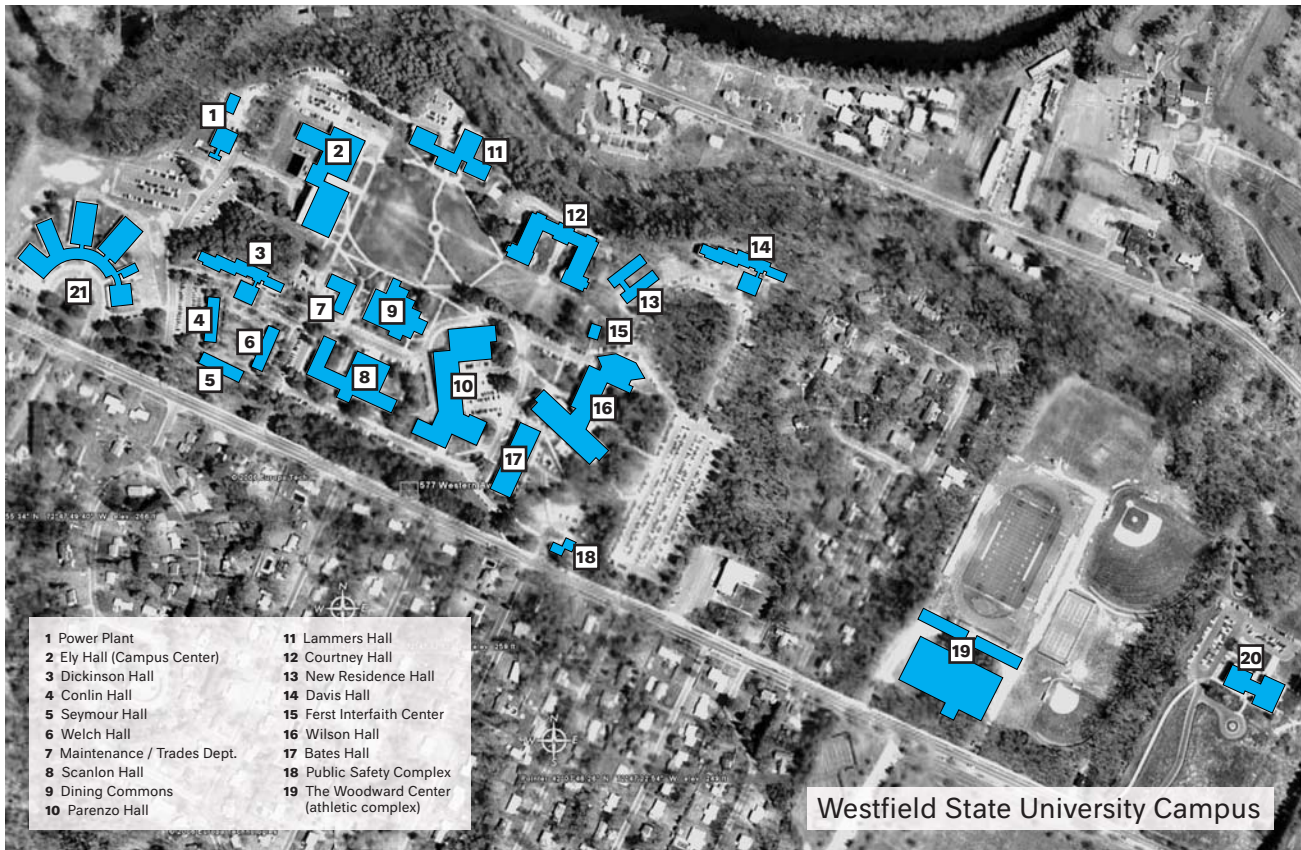 1
2
11
12
3
14
21
13
7
9
4
15
6
8
5
10
16
17
577 Western
18
N
W E
19
20
1 Power Plant
2 Ely Hall (Campus Center)
3 Dickinson Hall
4 Conlin Hall
5 Seymour Hall
6 Welch Hall
7 Maintenance / Trades Dept.
8 Scanlon Hall
9 Dining Commons
10 Parenzo Hall
11 Lammers Hall
12 Courtney Hall
13 New Residence Hall
14 Davis Hall
15 Ferst Interfaith Center
16 Wilson Hall
17 Bates Hall
18 Public Safety Complex
19 The Woodward Center
(athletic complex)
N
W E
S
Westfield State University Campus